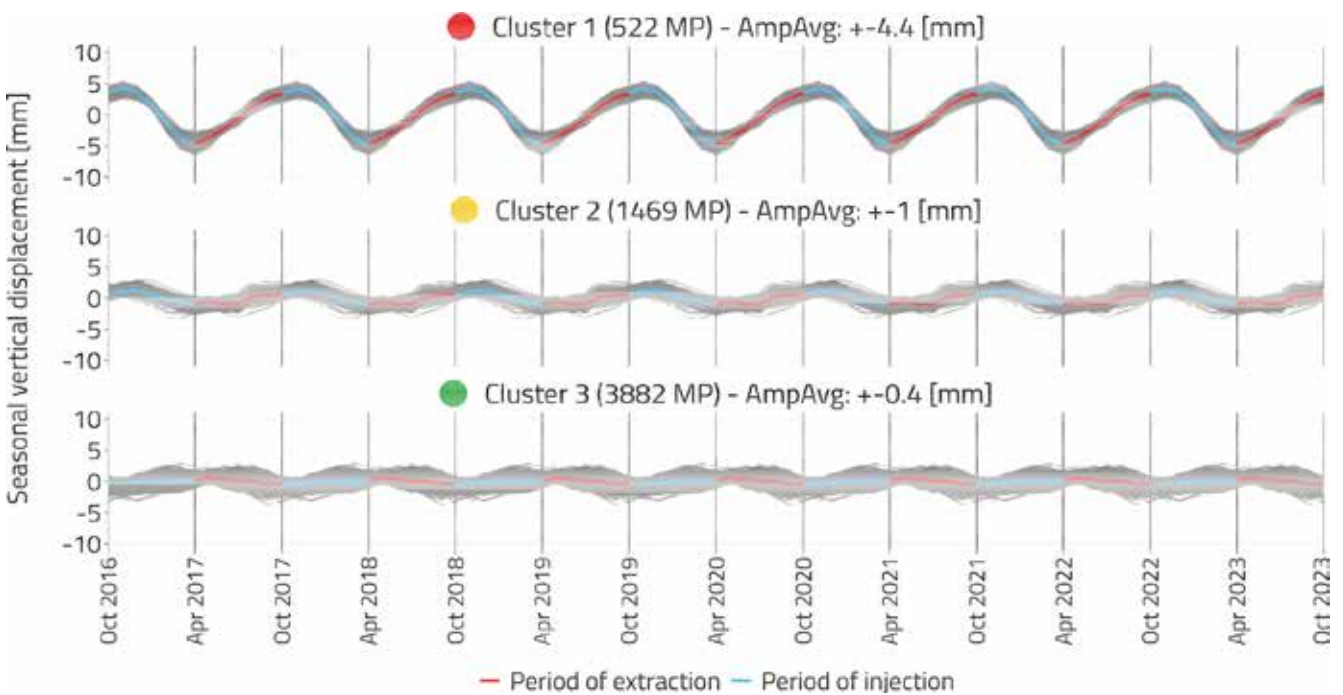 Cluster 1 (522 MP) - AmpAvg: +-4.4 [mm]
10
5
0
-5
-10
Cluster 2 (1469 MP) - AmpAvg: +-1 [mm]
10
5
0
-5
-10
Cluster 3 (3882 MP) - AmpAvg: +-0.4 [mm]
10
5
0
-5
-10
Seasonal vertical displacement [mm]
Oct 2016
Apr 2017
Oct 2017
Apr 2018
Oct 2018
Apr 2019
Oct 2019
Apr 2020
Oct 2020
Apr 2021
Oct 2021
Apr 2022
Oct 2022
Apr 2023
Oct 2023
Period of extraction Period of injection